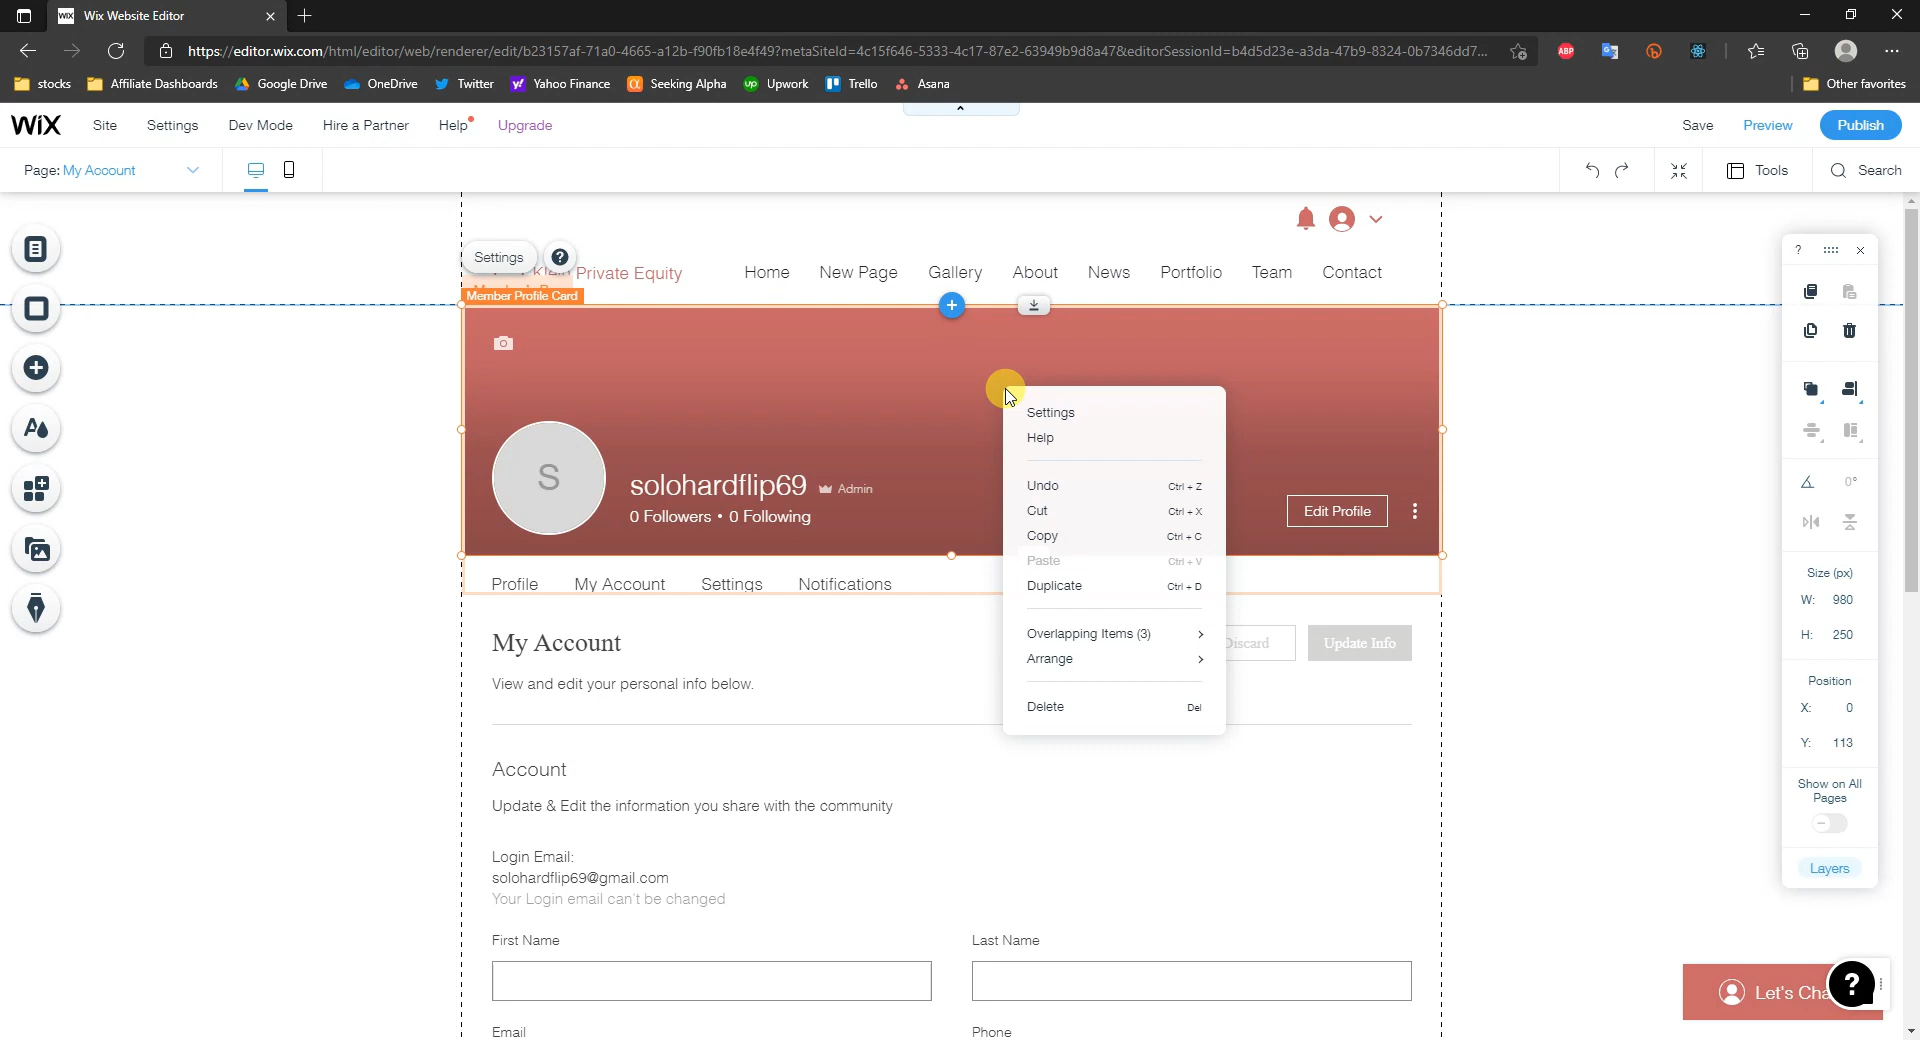 Wix Website Editor
https://editor.wix.com/html/editor/web/renderer/edit/b23157af-71a0-4665-a12b-f90fb18e4f49?metaSiteId=4c15f646-5333-4c17-87e2-63949b9d8a47&editorSessionId=b4d5d23e-a3da-47b9-8324-0b7346dd7...
ABP
stocks Affiliate Dashboards Google Drive OneDrive Twitter Yahoo Finance Seeking Alpha Upwork Trello Asana Other favorites
WIX Site Settings Dev Mode Hire a Partner Help Upgrade Save Preview Publish
Page: My Account Tools Search
Settings ?
Private Equity Home New Page Gallery About News Portfolio Team Contact
Member Profile Card
S
solohardflip69 Admin
0 Followers • 0 Following
Edit Profile
Profile My Account Settings Notifications
My Account
View and edit your personal info below.
Discard Update Info
Account
Update & Edit the information you share with the community
Login Email:
solohardflip69@gmail.com
Your Login email can't be changed
First Name Last Name
Email Phone
Settings
Help
Undo Ctrl + Z
Cut Ctrl + X
Copy Ctrl + C
Paste Ctrl + V
Duplicate Ctrl + D
Overlapping Items (3)
Arrange
Delete Del
?
0°
Size (px)
W: 980
H: 250
Position
X: 0
Y: 113
Show on All
Pages
Layers
Let's Cha
?